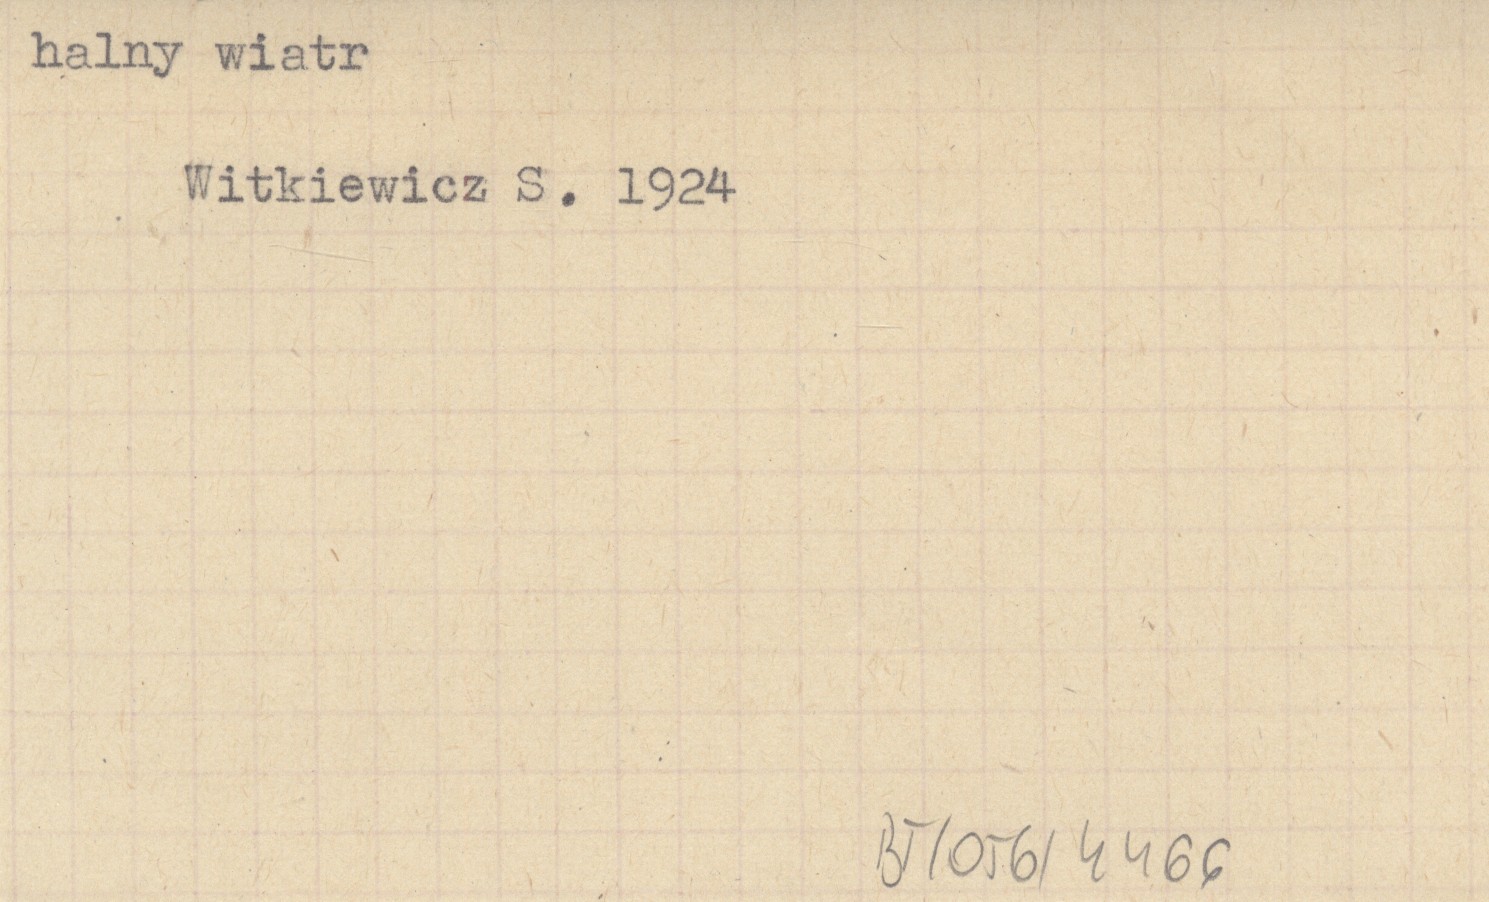 halny wiatr
Witkiewicz S. 1924
BT/056/4466